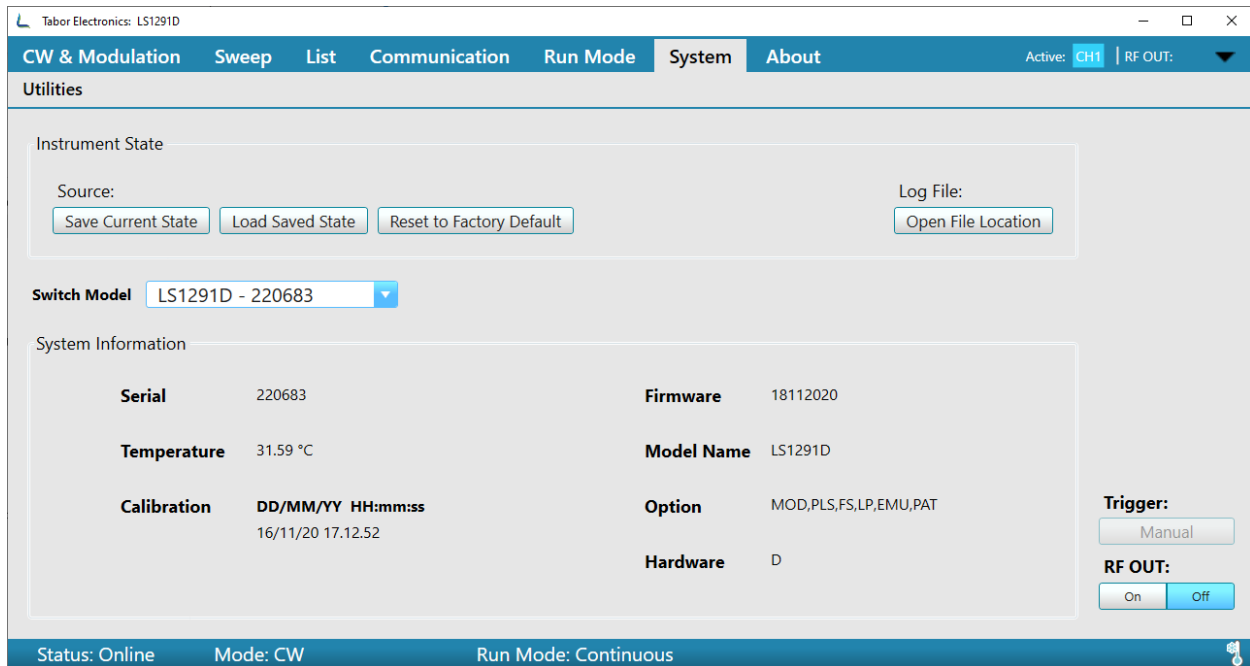 Tabor Electronics: LS1291D
CW & Modulation Sweep List Communication Run Mode System About Active: CH1 RF OUT:
Utilities
Instrument State
Source: Log File:
Save Current State Load Saved State Reset to Factory Default Open File Location
Switch Model LS1291D - 220683
System Information
Serial 220683 Firmware 18112020
Temperature 31.59 °C Model Name LS1291D
Calibration DD/MM/YY HH:mm:ss Option MOD,PLS,FS,LP,EMU,PAT
16/11/20 17.12.52
Trigger:
Manual
Hardware D
RF OUT:
On Off
Status: Online Mode: CW Run Mode: Continuous